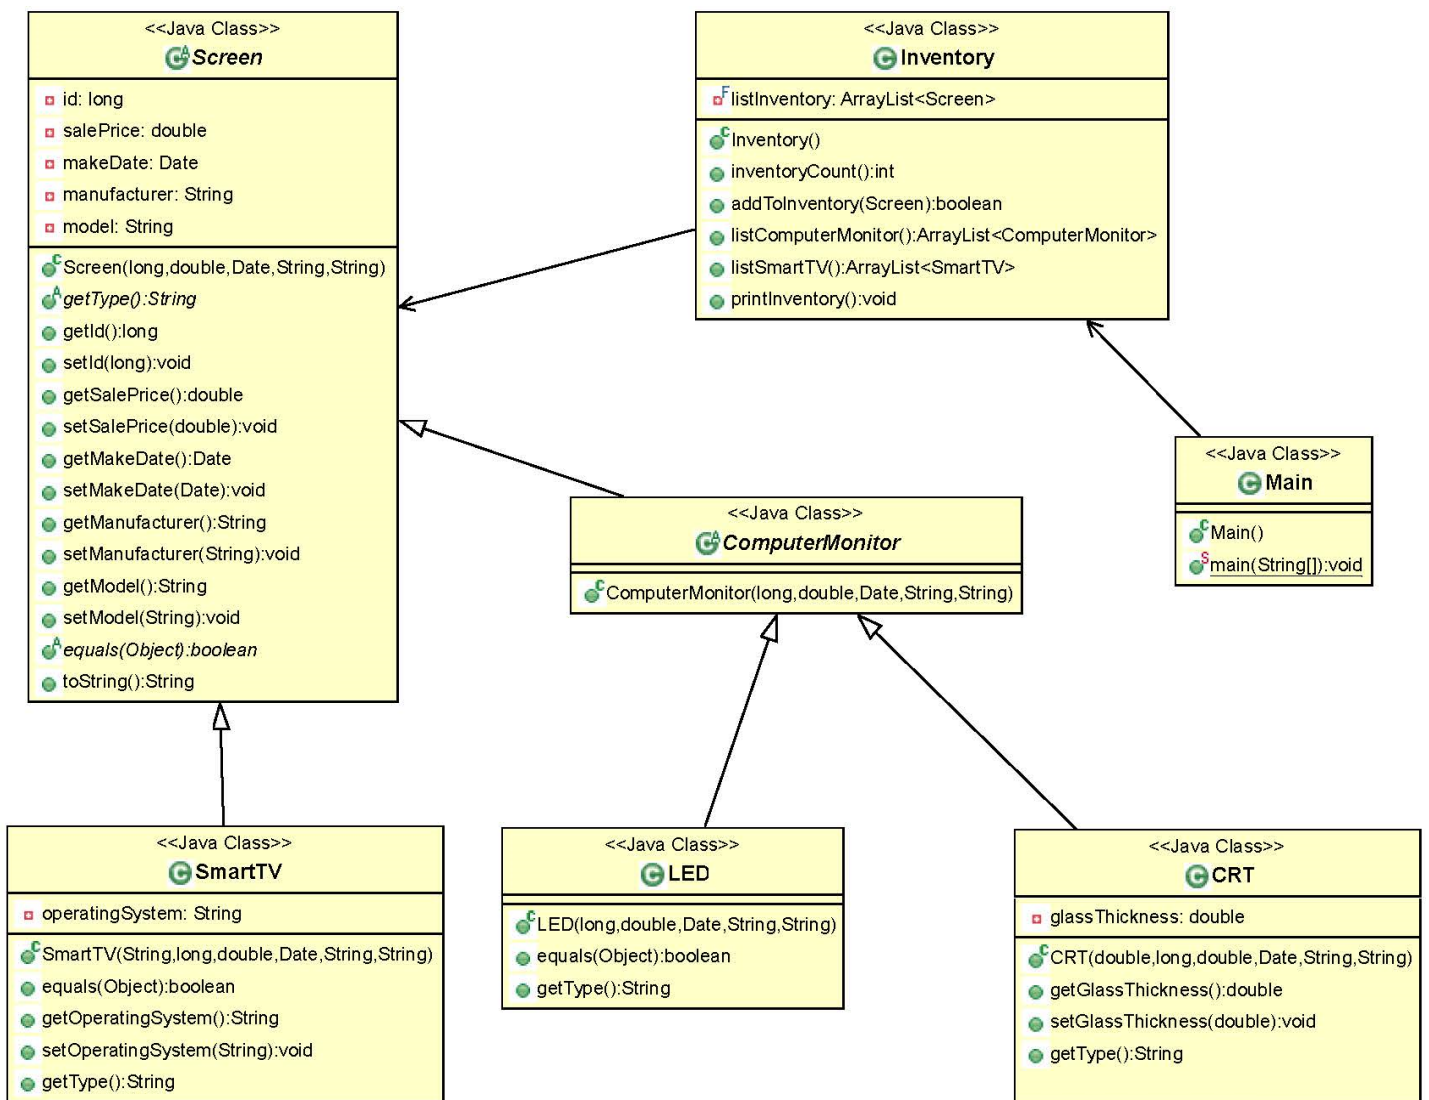 <<Java Class>>
Screen
id: long
salePrice: double
makeDate: Date
manufacturer: String
model: String
Screen(long,double,Date,String,String)
getType():String
getId():long
setId(long):void
getSalePrice():double
setSalePrice(double):void
getMakeDate():Date
setMakeDate(Date):void
getManufacturer():String
setManufacturer(String):void
getModel():String
setModel(String):void
equals(Object):boolean
toString():String
<<Java Class>>
Inventory
listInventory: ArrayList<Screen>
Inventory()
inventoryCount():int
addToInventory(Screen):boolean
listComputerMonitor():ArrayList<ComputerMonitor>
listSmartTV():ArrayList<SmartTV>
printInventory():void
<<Java Class>>
Main
Main()
main(String[]):void
<<Java Class>>
ComputerMonitor
ComputerMonitor(long,double,Date,String,String)
<<Java Class>>
SmartTV
operatingSystem: String
SmartTV(String,long,double,Date,String,String)
equals(Object):boolean
getOperatingSystem():String
setOperatingSystem(String):void
getType():String
<<Java Class>>
LED
LED(long,double,Date,String,String)
equals(Object):boolean
getType():String
<<Java Class>>
CRT
glassThickness: double
CRT(double,long,double,Date,String,String)
getGlassThickness():double
setGlassThickness(double):void
getType():String